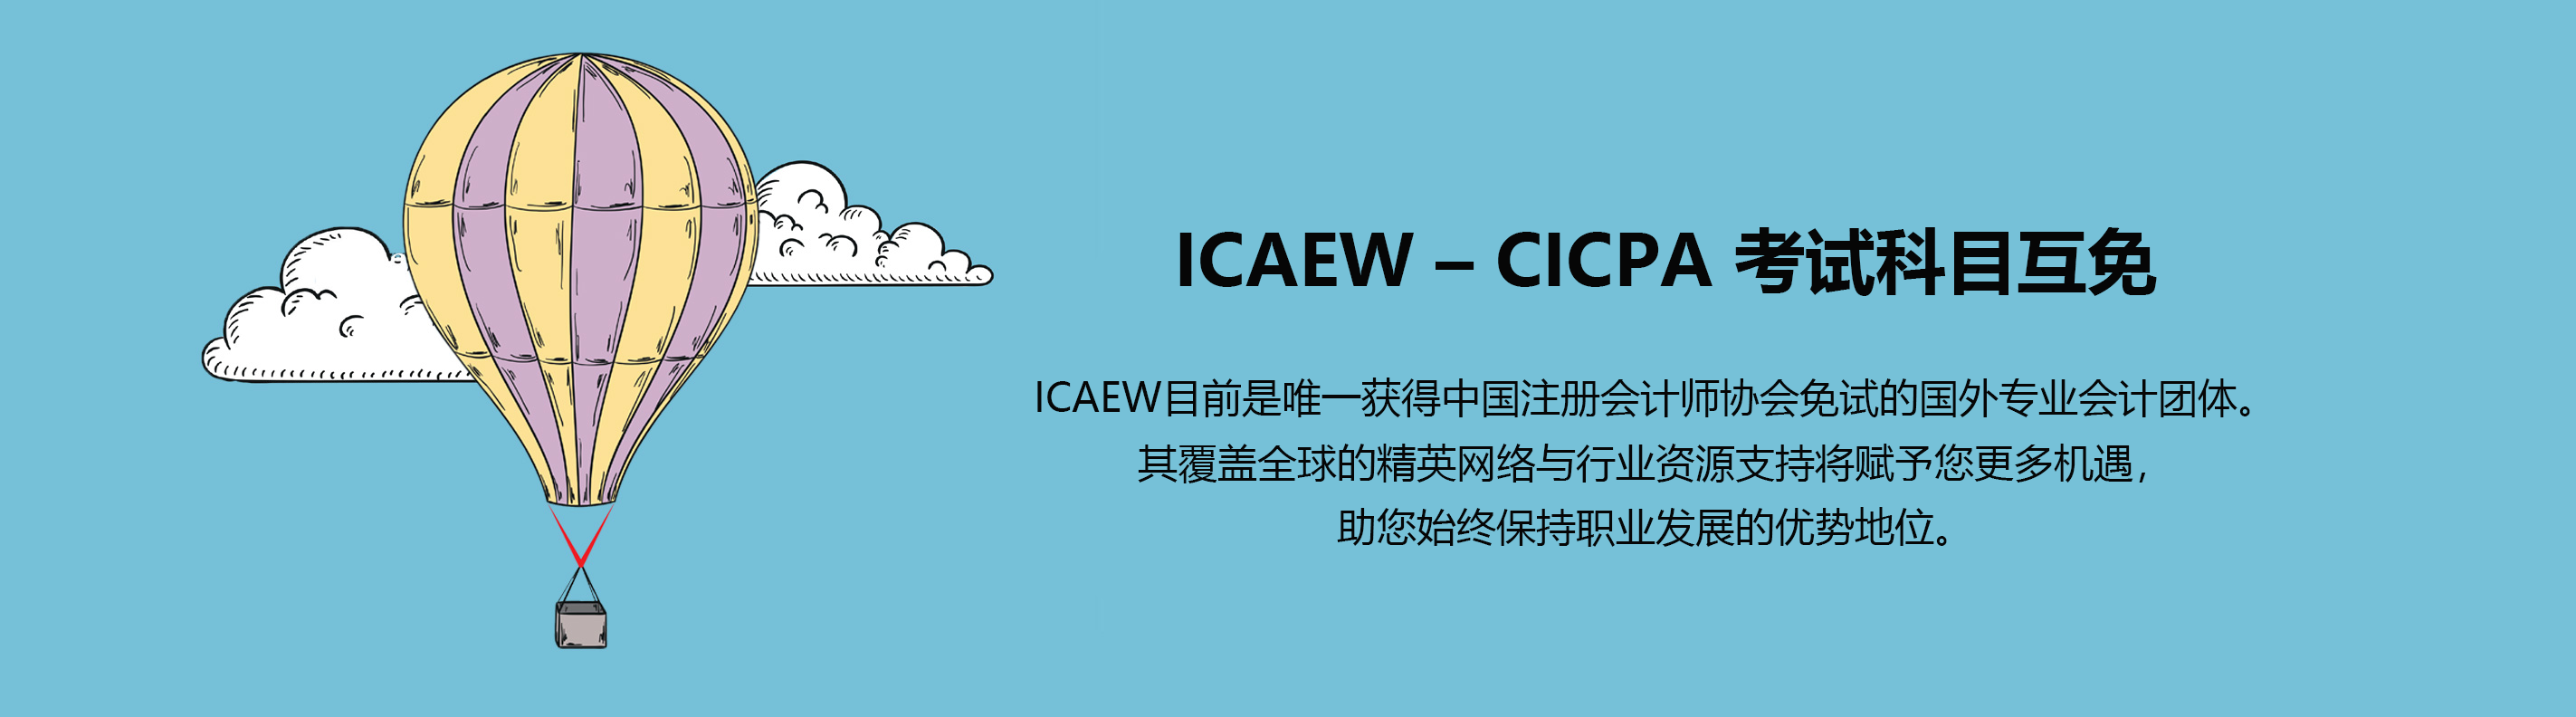 ICAEW – CICPA 考试科目互免
ICAEW目前是唯一获得中国注册会计师协会免试的国外专业会计团体。
其覆盖全球的精英网络与行业资源支持将赋予您更多机遇，
助您始终保持职业发展的优势地位。